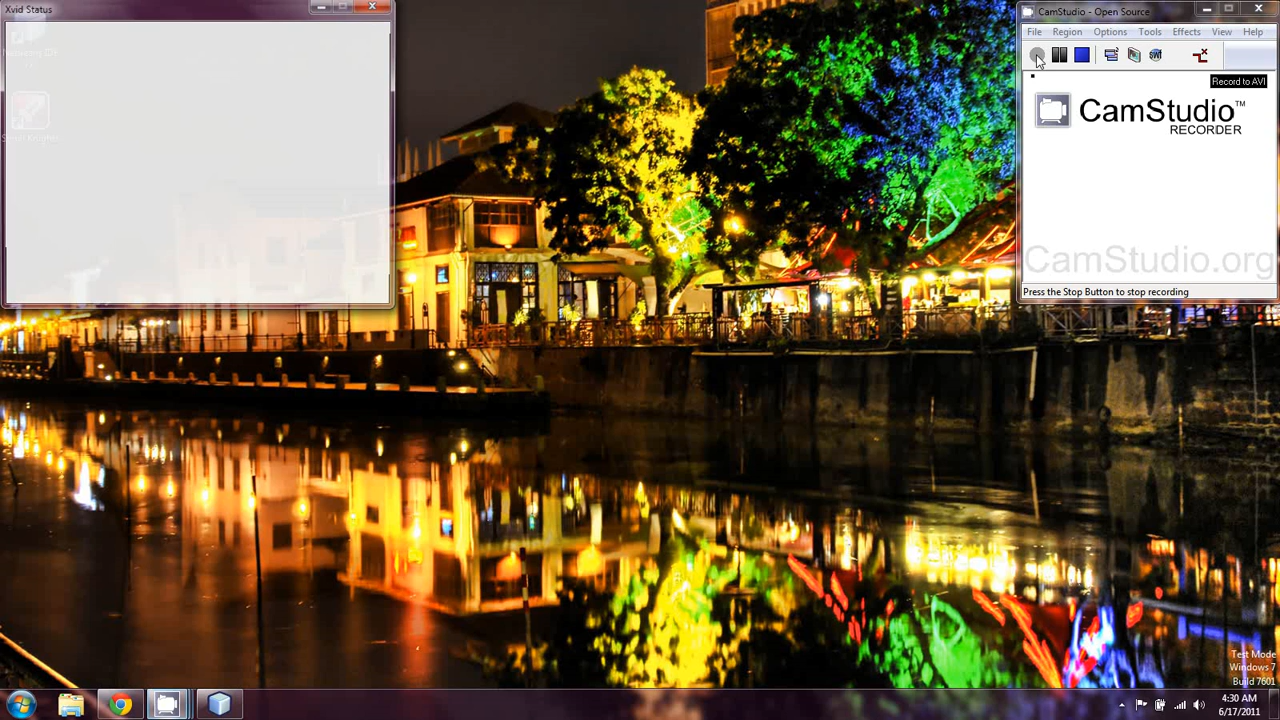 Xvid Status
CamStudio - Open Source
File Region Options Tools Effects View Help
Record to AVI
CamStudio™
RECORDER
CamStudio.org
Press the Stop Button to stop recording
Test Mode
Windows 7
Build 7601
4:30 AM
6/17/2011